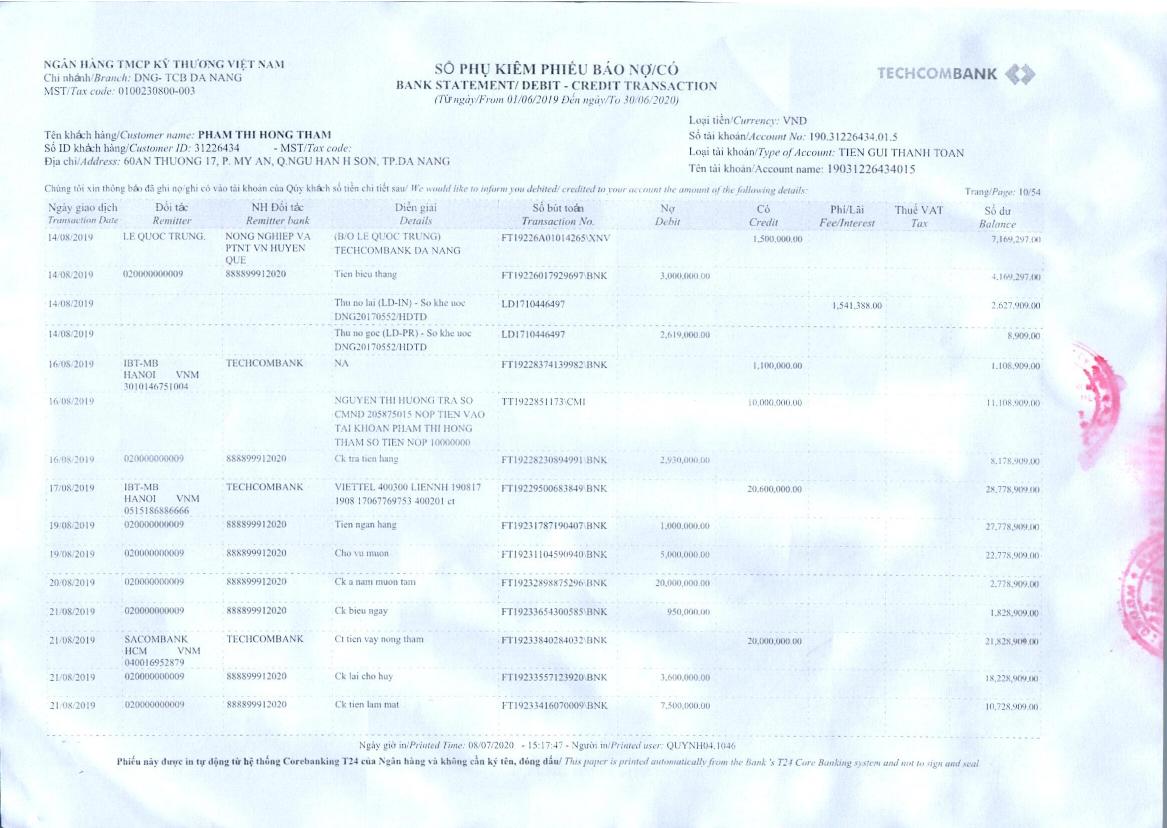 NGÂN HÀNG TMCP KỸ THƯƠNG VIỆT NAM
Chi nhánh/Branch: DNG- TCB DA NANG
MST/Tax code: 0100230800-003
SỔ PHỤ KIÊM PHIẾU BÁO NỢ/CÓ
BANK STATEMENT/ DEBIT - CREDIT TRANSACTION
(Từ ngày/From 01/06/2019 Đến ngày/To 30/06/2020)
TECHCOMBANK
Tên khách hàng/Customer name: PHAM THI HONG THAM
Số ID khách hàng/Customer ID: 31226434 - MST/Tax code:
Địa chỉ/Address: 60AN THUONG 17, P. MY AN, Q.NGU HAN H SON, TP.DA NANG
Loại tiền/Currency: VND
Số tài khoản/Account No: 190.31226434.01.5
Loại tài khoản/Type of Account: TIEN GUI THANH TOAN
Tên tài khoản/Account name: 19031226434015
Chúng tôi xin thông báo đã ghi nợ/ghi có vào tài khoản của Qúy khách số tiền chi tiết sau/ We would like to inform you debited/ credited to your account the amount of the following details:
Trang/Page: 10/54
Ngày giao dịch Đối tác NH Đối tác Diễn giải Số bút toán Nợ Có Phí/Lãi Thuế VAT Số dư
Transaction Date Remitter Remitter bank Details Transaction No. Debit Credit Fee/Interest Tax Balance
14/08/2019 LE QUOC TRUNG. NONG NGHIEP VA (B/O LE QUOC TRUNG) FT19226A01014265\XNV 1,500,000.00 7,169,297.00
PTNT VN HUYEN TECHCOMBANK DA NANG
QUE
14/08/2019 020000000009 888899912020 Tien bieu thang FT19226017929697\BNK 3,000,000.00 4,169,297.00
14/08/2019 Thu no lai (LD-IN) - So khe uoc LD1710446497 1,541,388.00 2,627,909.00
DNG20170552/HDTD
14/08/2019 Thu no goc (LD-PR) - So khe uoc LD1710446497 2,619,000.00 8,909.00
DNG20170552/HDTD
16/08/2019 IBT-MB TECHCOMBANK NA FT19228374139982\BNK 1,100,000.00 1,108,909.00
HANOI VNM
3010146751004
16/08/2019 NGUYEN THI HUONG TRA SO TT1922851173\CMI 10,000,000.00 11,108,909.00
CMND 205875015 NOP TIEN VAO
TAI KHOAN PHAM THI HONG
THAM SO TIEN NOP 10000000
16/08/2019 020000000009 888899912020 Ck tra tien hang FT19228230894991\BNK 2,930,000.00 8,178,909.00
17/08/2019 IBT-MB TECHCOMBANK VIETTEL 400300 LIENNH 190817 FT19229500683849\BNK 20,600,000.00 28,778,909.00
HANOI VNM 1908 17067769753 400201 ct
0515186886666
19/08/2019 020000000009 888899912020 Tien ngan hang FT19231787190407\BNK 1,000,000.00 27,778,909.00
19/08/2019 020000000009 888899912020 Cho vu muon FT19231104590940\BNK 5,000,000.00 22,778,909.00
20/08/2019 020000000009 888899912020 Ck a nam muon tam FT19232898875296\BNK 20,000,000.00 2,778,909.00
21/08/2019 020000000009 888899912020 Ck bieu ngay FT19233654300585\BNK 950,000.00 1,828,909.00
21/08/2019 SACOMBANK TECHCOMBANK Ct tien vay nong tham FT19233840284032\BNK 20,000,000.00 21,828,909.00
HCM VNM
040016952879
21/08/2019 020000000009 888899912020 Ck lai cho huy FT19233557123920\BNK 3,600,000.00 18,228,909.00
21/08/2019 020000000009 888899912020 Ck tien lam mat FT19233416070009\BNK 7,500,000.00 10,728,909.00
Ngày giờ in/Printed Time: 08/07/2020 - 15:17:47 - Người in/Printed user: QUYNH04.1046
Phiếu này được in tự động từ hệ thống Corebanking T24 của Ngân hàng và không cần ký tên, đóng dấu/ This paper is printed automatically from the Bank 's T24 Core Banking system and not to sign and seal